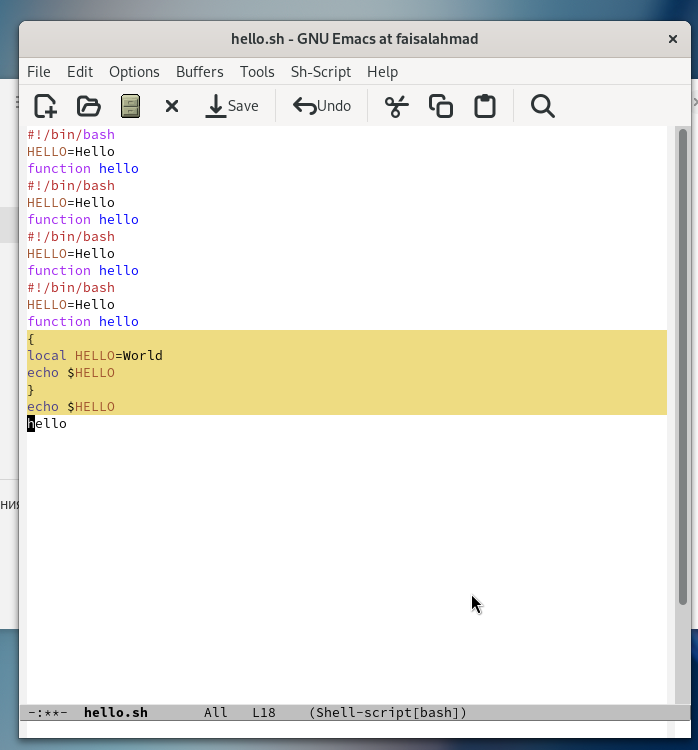 hello.sh - GNU Emacs at faisalahmad
File Edit Options Buffers Tools Sh-Script Help
Save Undo
#!/bin/bash
HELLO=Hello
function hello
#!/bin/bash
HELLO=Hello
function hello
#!/bin/bash
HELLO=Hello
function hello
#!/bin/bash
HELLO=Hello
function hello
{
local HELLO=World
echo $HELLO
}
echo $HELLO
hello
-:**- hello.sh All L18 (Shell-script[bash])